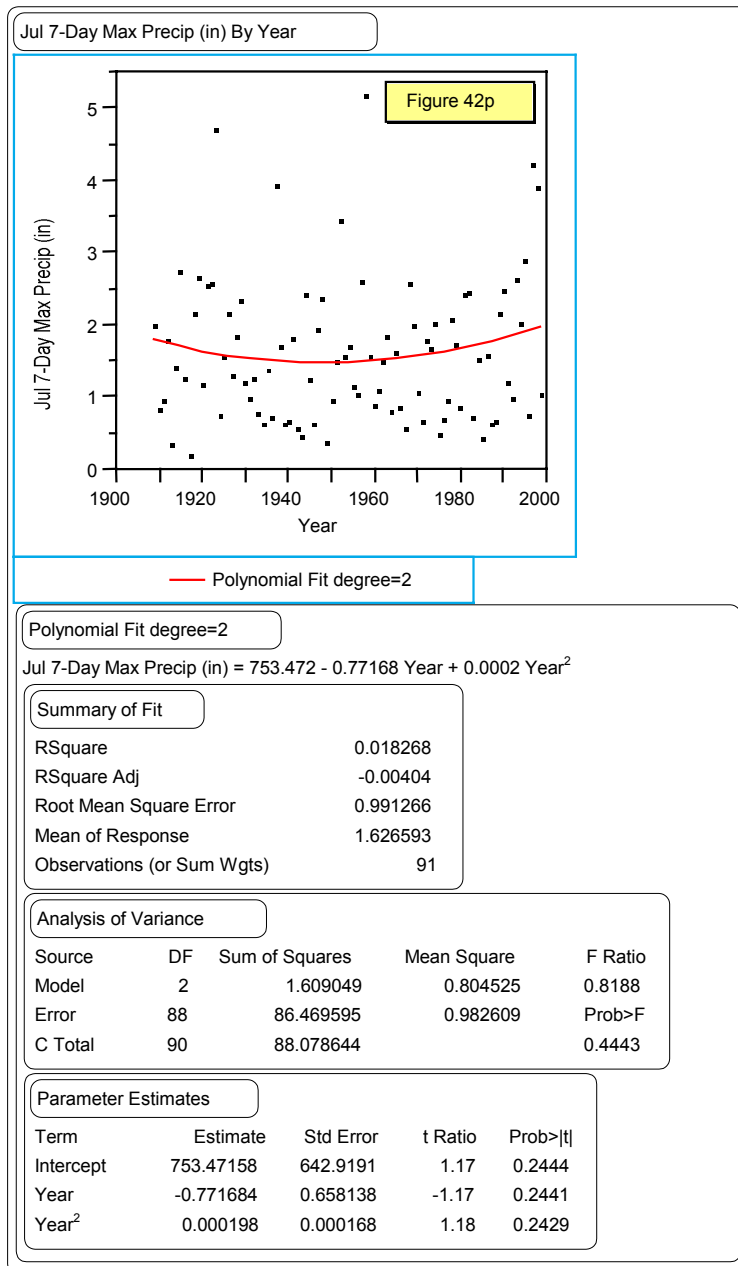 Jul 7-Day Max Precip (in) By Year
Figure 42p
Jul 7-Day Max Precip (in)
5
4
3
2
1
0
1900 1920 1940 1960 1980 2000
Year
Polynomial Fit degree=2
Polynomial Fit degree=2
Jul 7-Day Max Precip (in) = 753.472 - 0.77168 Year + 0.0002 Year²
Summary of Fit
RSquare 0.018268
RSquare Adj -0.00404
Root Mean Square Error 0.991266
Mean of Response 1.626593
Observations (or Sum Wgts) 91
Analysis of Variance
Source DF Sum of Squares Mean Square F Ratio
Model 2 1.609049 0.804525 0.8188
Error 88 86.469595 0.982609 Prob>F
C Total 90 88.078644 0.4443
Parameter Estimates
Term Estimate Std Error t Ratio Prob>|t|
Intercept 753.47158 642.9191 1.17 0.2444
Year -0.771684 0.658138 -1.17 0.2441
Year² 0.000198 0.000168 1.18 0.2429